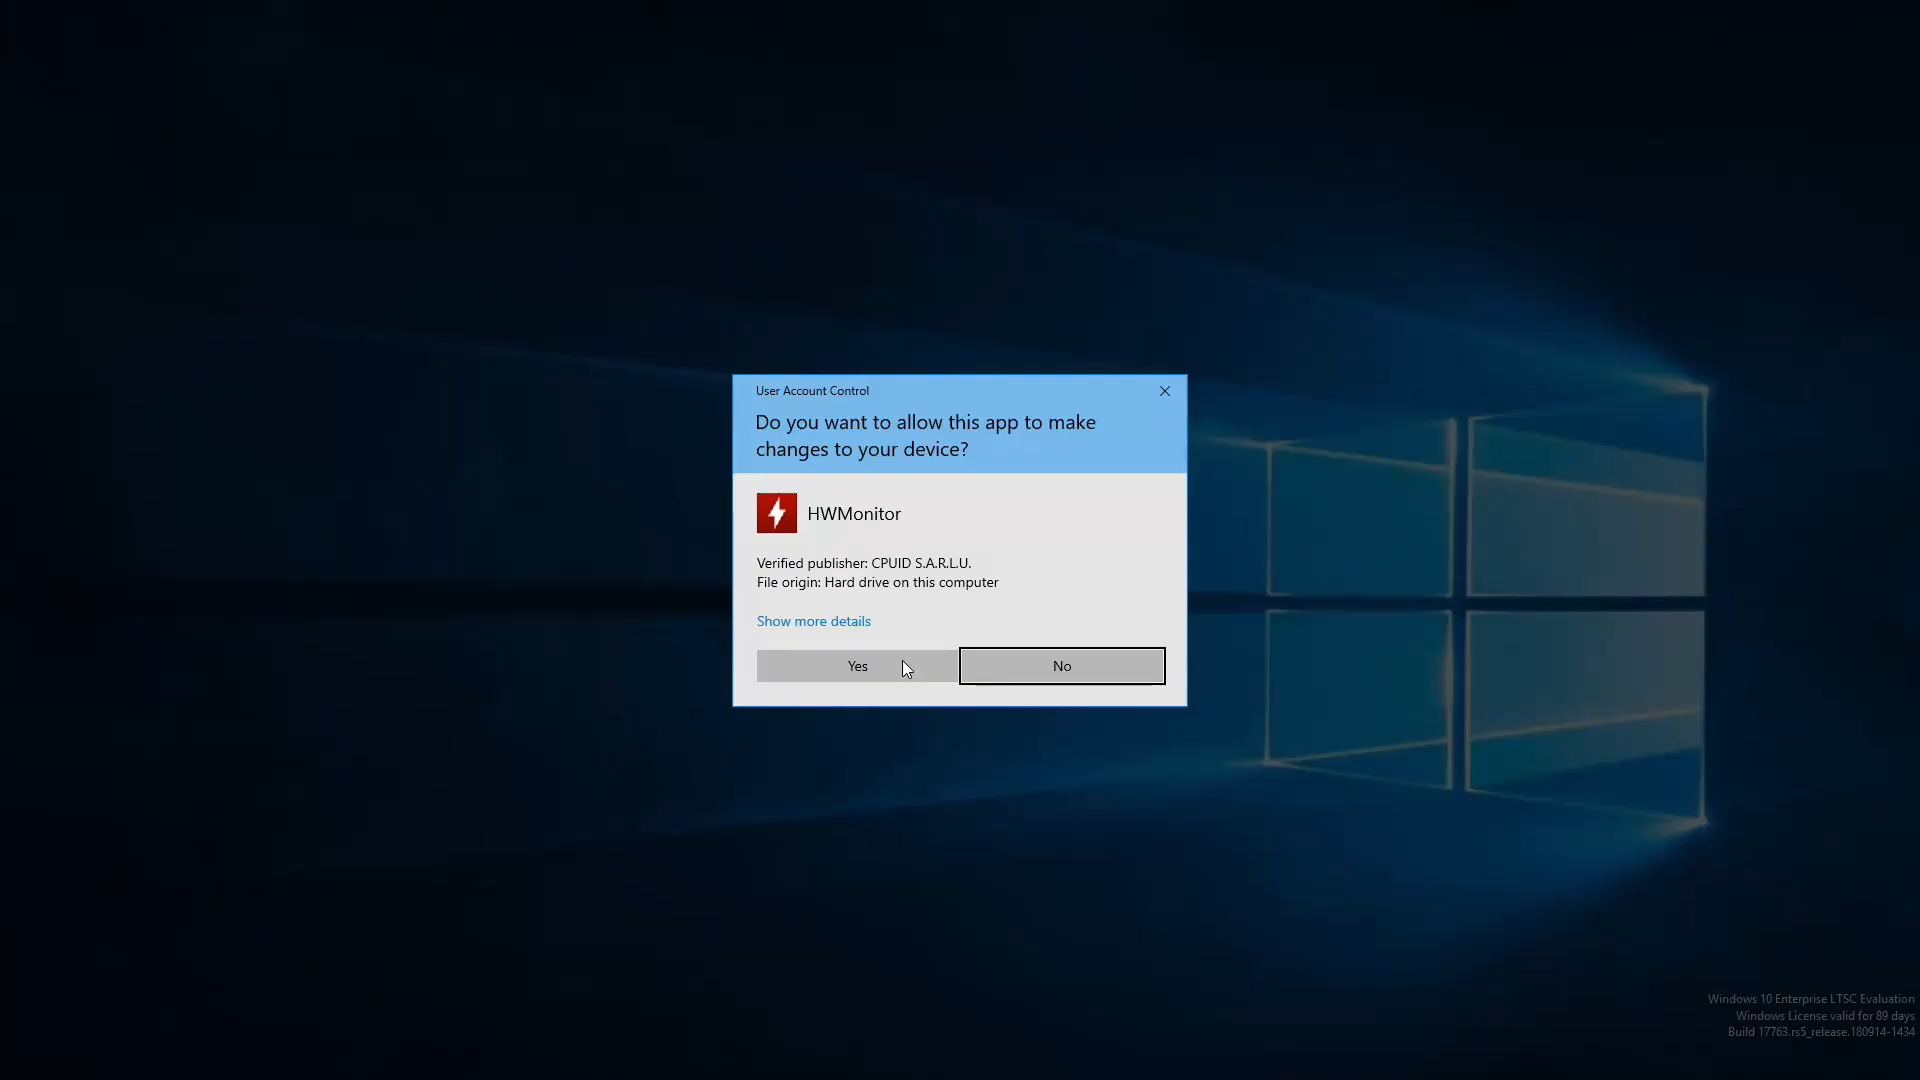 User Account Control
Do you want to allow this app to make
changes to your device?
HWMonitor
Verified publisher: CPUID S.A.R.L.U.
File origin: Hard drive on this computer
Show more details
Yes
No
Windows 10 Enterprise LTSC Evaluation
Windows License valid for 89 days
Build 17763.rs5_release.180914-1434